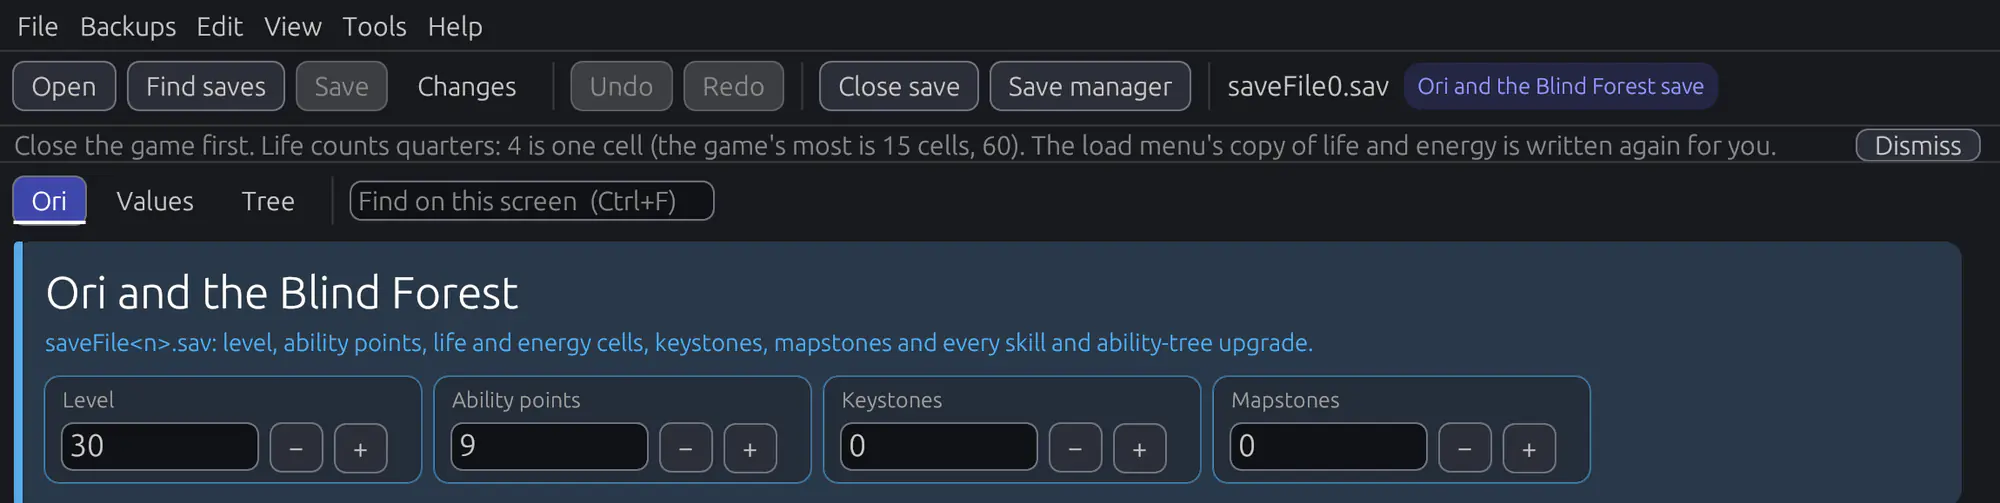 File Backups Edit View Tools Help
Open Find saves Save Changes Undo Redo Close save Save manager saveFile0.sav Ori and the Blind Forest save
Close the game first. Life counts quarters: 4 is one cell (the game's most is 15 cells, 60). The load menu's copy of life and energy is written again for you. Dismiss
Ori Values Tree Find on this screen (Ctrl+F)
Ori and the Blind Forest
saveFile<n>.sav: level, ability points, life and energy cells, keystones, mapstones and every skill and ability-tree upgrade.
Level Ability points Keystones Mapstones
30 − + 9 − + 0 − + 0 − +